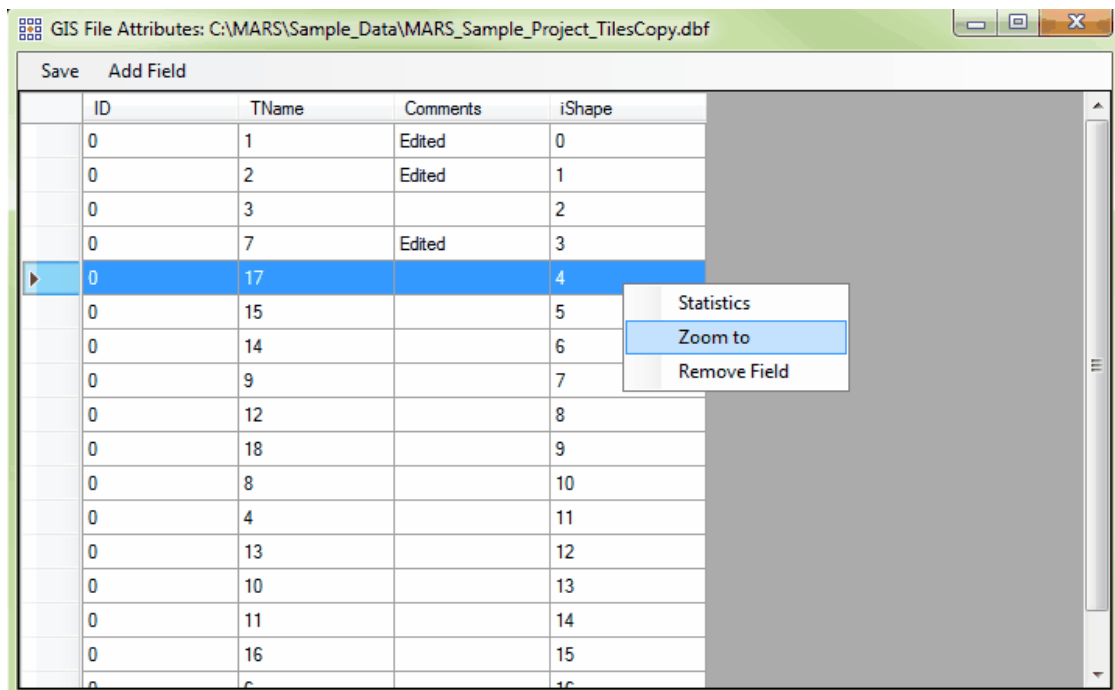 GIS File Attributes: C:\MARS\Sample_Data\MARS_Sample_Project_TilesCopy.dbf
Save Add Field
ID TName Comments iShape
0 1 Edited 0
0 2 Edited 1
0 3 2
0 7 Edited 3
0 17 4
Statistics
0 15 5
Zoom to
0 14 6
Remove Field
0 9 7
0 12 8
0 18 9
0 8 10
0 4 11
0 13 12
0 10 13
0 11 14
0 16 15